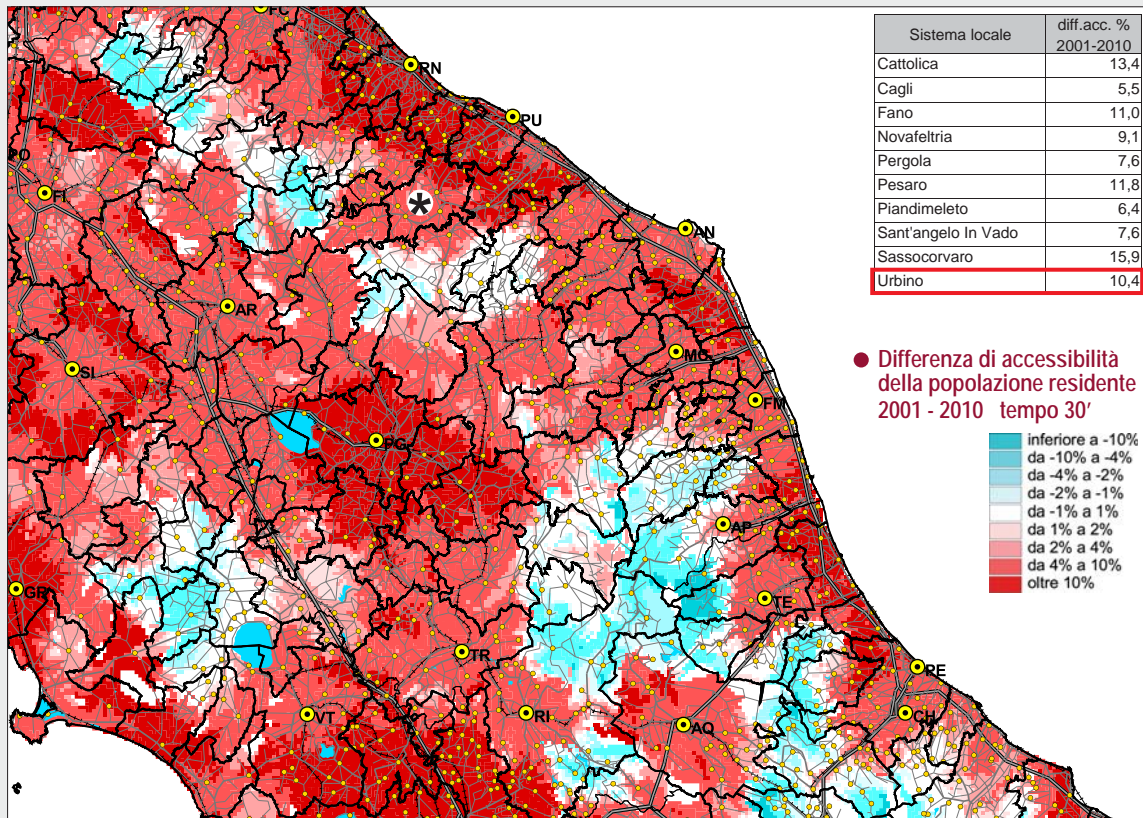 FC
RN
PU
PO
FI
*
AN
AR
SI
MC
FM
PG
AP
GR
TE
TR
PE
VT
RI
AQ
CH
Sistema locale diff.acc. % 2001-2010
Cattolica 13,4
Cagli 5,5
Fano 11,0
Novafeltria 9,1
Pergola 7,6
Pesaro 11,8
Piandimeleto 6,4
Sant'angelo In Vado 7,6
Sassocorvaro 15,9
Urbino 10,4
● Differenza di accessibilità
della popolazione residente
2001 - 2010 tempo 30'
inferiore a -10%
da -10% a -4%
da -4% a -2%
da -2% a -1%
da -1% a 1%
da 1% a 2%
da 2% a 4%
da 4% a 10%
oltre 10%